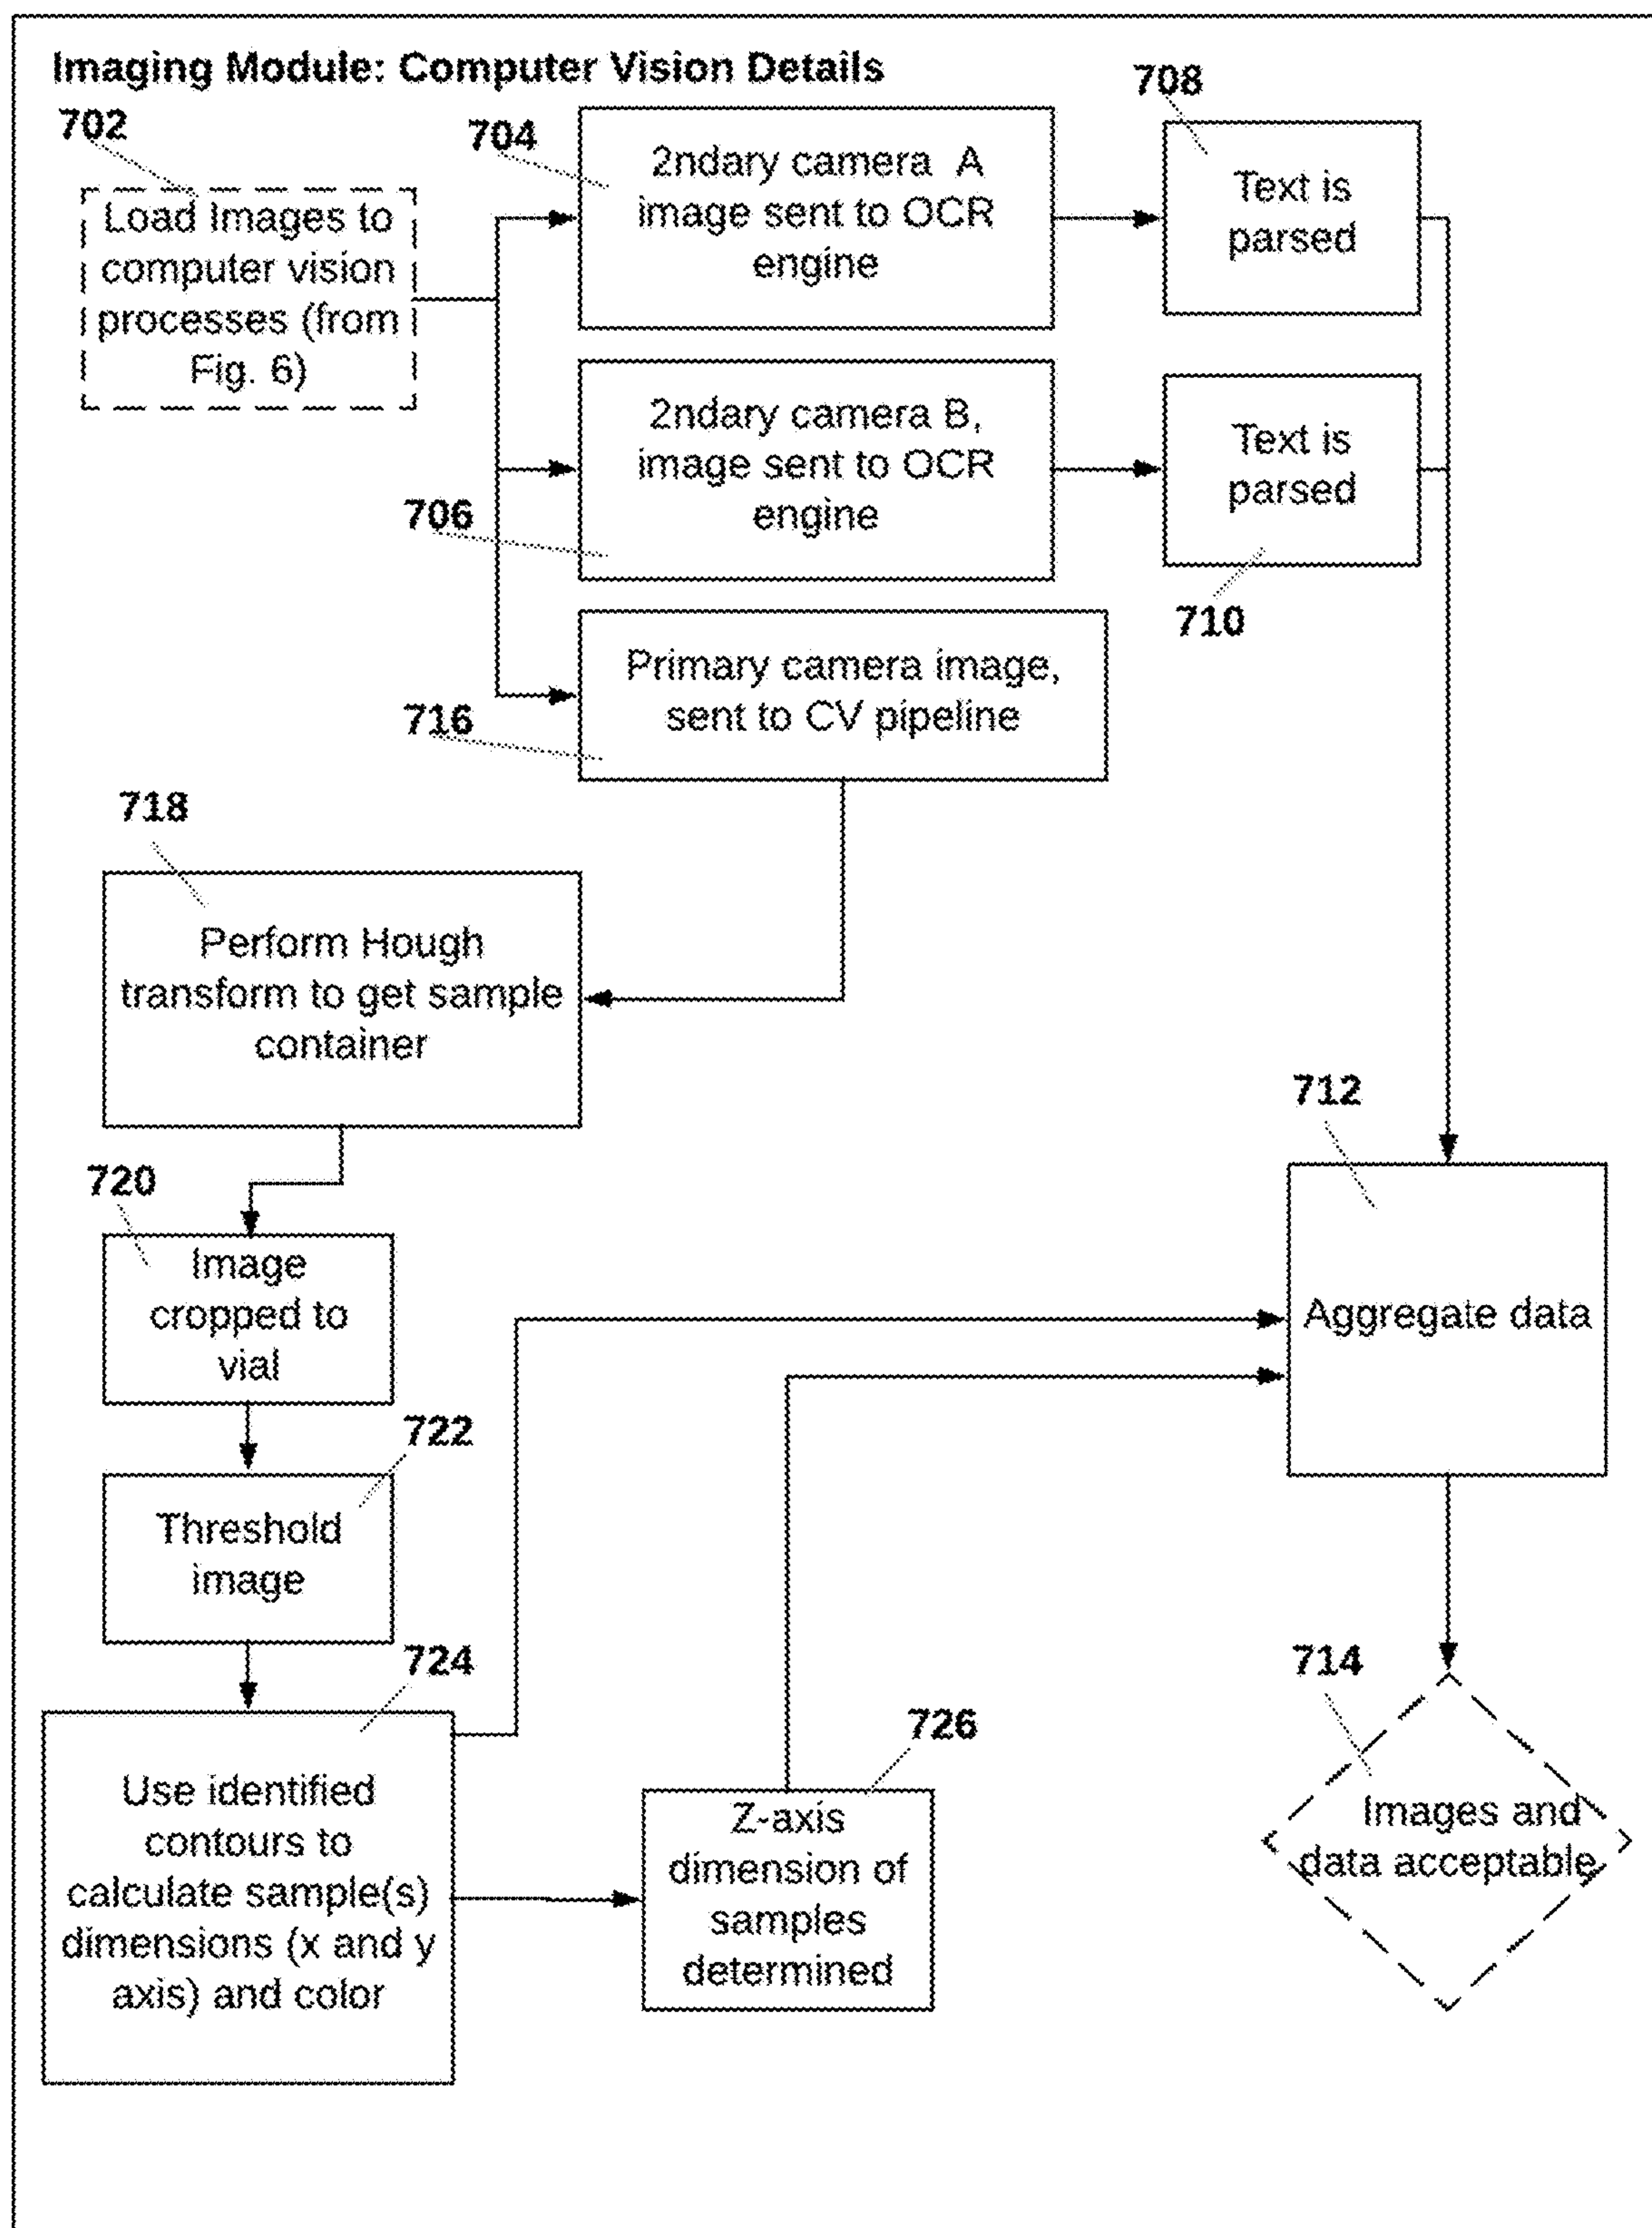 Imaging Module: Computer Vision Details
702
Load Images to
computer vision
processes (from
Fig. 6)
704
2ndary camera A
image sent to OCR
engine
708
Text is
parsed
706
2ndary camera B,
image sent to OCR
engine
Text is
parsed
710
716
Primary camera image,
sent to CV pipeline
718
Perform Hough
transform to get sample
container
720
Image
cropped to
vial
722
Threshold
image
724
Use identified
contours to
calculate sample(s)
dimensions (x and y
axis) and color
726
Z-axis
dimension of
samples
determined
712
Aggregate data
714
Images and
data acceptable